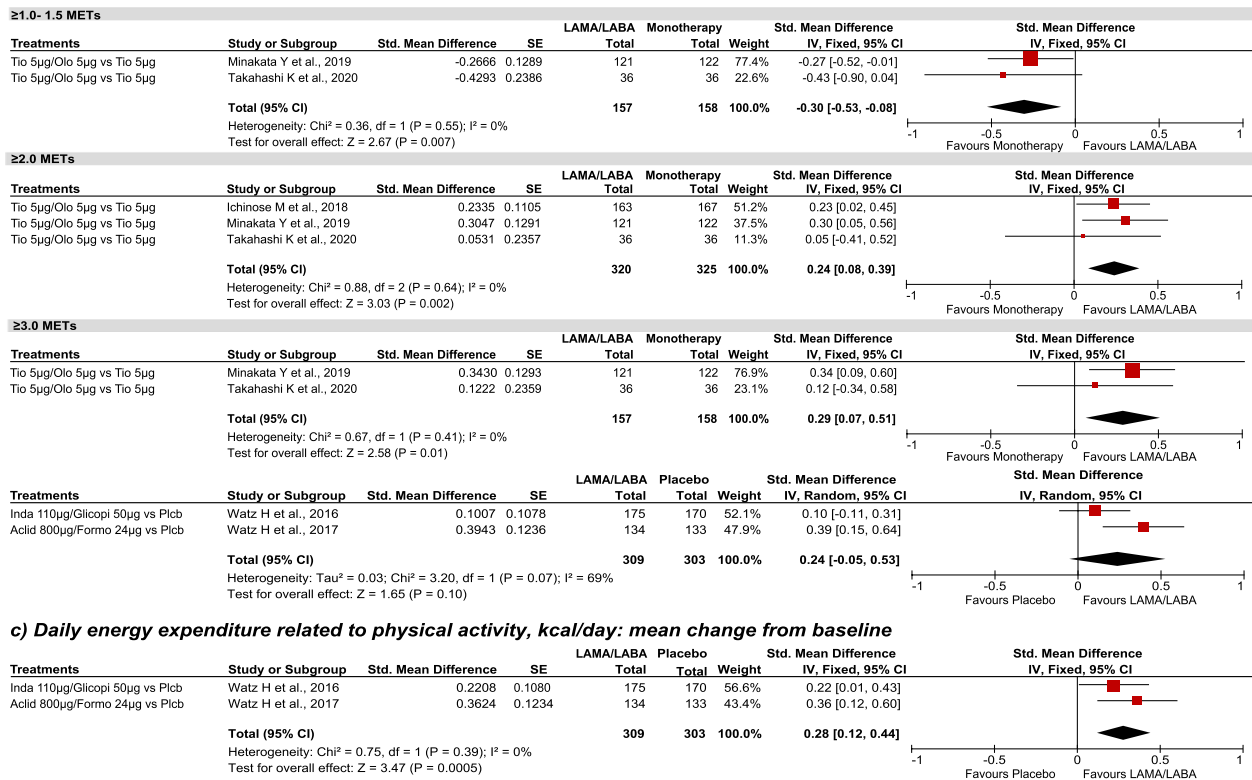 ≥1.0- 1.5 METs
LAMA/LABA Monotherapy Std. Mean Difference Std. Mean Difference
Treatments Study or Subgroup Std. Mean Difference SE Total Total Weight IV, Fixed, 95% CI IV, Fixed, 95% CI
Tio 5µg/Olo 5µg vs Tio 5µg Minakata Y et al., 2019 -0.2666 0.1289 121 122 77.4% -0.27 [-0.52, -0.01]
Tio 5µg/Olo 5µg vs Tio 5µg Takahashi K et al., 2020 -0.4293 0.2386 36 36 22.6% -0.43 [-0.90, 0.04]
Total (95% CI) 157 158 100.0% -0.30 [-0.53, -0.08]
Heterogeneity: Chi² = 0.36, df = 1 (P = 0.55); I² = 0%
-1 -0.5 0 0.5 1
Test for overall effect: Z = 2.67 (P = 0.007)
Favours Monotherapy Favours LAMA/LABA
≥2.0 METs
LAMA/LABA Monotherapy Std. Mean Difference Std. Mean Difference
Treatments Study or Subgroup Std. Mean Difference SE Total Total Weight IV, Fixed, 95% CI IV, Fixed, 95% CI
Tio 5µg/Olo 5µg vs Tio 5µg Ichinose M et al., 2018 0.2335 0.1105 163 167 51.2% 0.23 [0.02, 0.45]
Tio 5µg/Olo 5µg vs Tio 5µg Minakata Y et al., 2019 0.3047 0.1291 121 122 37.5% 0.30 [0.05, 0.56]
Tio 5µg/Olo 5µg vs Tio 5µg Takahashi K et al., 2020 0.0531 0.2357 36 36 11.3% 0.05 [-0.41, 0.52]
Total (95% CI) 320 325 100.0% 0.24 [0.08, 0.39]
Heterogeneity: Chi² = 0.88, df = 2 (P = 0.64); I² = 0%
-1 -0.5 0 0.5 1
Test for overall effect: Z = 3.03 (P = 0.002)
Favours Monotherapy Favours LAMA/LABA
≥3.0 METs
LAMA/LABA Monotherapy Std. Mean Difference Std. Mean Difference
Treatments Study or Subgroup Std. Mean Difference SE Total Total Weight IV, Fixed, 95% CI IV, Fixed, 95% CI
Tio 5µg/Olo 5µg vs Tio 5µg Minakata Y et al., 2019 0.3430 0.1293 121 122 76.9% 0.34 [0.09, 0.60]
Tio 5µg/Olo 5µg vs Tio 5µg Takahashi K et al., 2020 0.1222 0.2359 36 36 23.1% 0.12 [-0.34, 0.58]
Total (95% CI) 157 158 100.0% 0.29 [0.07, 0.51]
Heterogeneity: Chi² = 0.67, df = 1 (P = 0.41); I² = 0%
-1 -0.5 0 0.5 1
Test for overall effect: Z = 2.58 (P = 0.01)
Favours Monotherapy Favours LAMA/LABA
LAMA/LABA Placebo Std. Mean Difference Std. Mean Difference
Treatments Study or Subgroup Std. Mean Difference SE Total Total Weight IV, Random, 95% CI IV, Random, 95% CI
Inda 110µg/Glicopi 50µg vs Plcb Watz H et al., 2016 0.1007 0.1078 175 170 52.1% 0.10 [-0.11, 0.31]
Aclid 800µg/Formo 24µg vs Plcb Watz H et al., 2017 0.3943 0.1236 134 133 47.9% 0.39 [0.15, 0.64]
Total (95% CI) 309 303 100.0% 0.24 [-0.05, 0.53]
Heterogeneity: Tau² = 0.03; Chi² = 3.20, df = 1 (P = 0.07); I² = 69%
-1 -0.5 0 0.5 1
Test for overall effect: Z = 1.65 (P = 0.10)
Favours Placebo Favours LAMA/LABA
c) Daily energy expenditure related to physical activity, kcal/day: mean change from baseline
LAMA/LABA Placebo Std. Mean Difference Std. Mean Difference
Treatments Study or Subgroup Std. Mean Difference SE Total Total Weight IV, Fixed, 95% CI IV, Fixed, 95% CI
Inda 110µg/Glicopi 50µg vs Plcb Watz H et al., 2016 0.2208 0.1080 175 170 56.6% 0.22 [0.01, 0.43]
Aclid 800µg/Formo 24µg vs Plcb Watz H et al., 2017 0.3624 0.1234 134 133 43.4% 0.36 [0.12, 0.60]
Total (95% CI) 309 303 100.0% 0.28 [0.12, 0.44]
Heterogeneity: Chi² = 0.75, df = 1 (P = 0.39); I² = 0%
-1 -0.5 0 0.5 1
Test for overall effect: Z = 3.47 (P = 0.0005)
Favours Placebo Favours LAMA/LABA